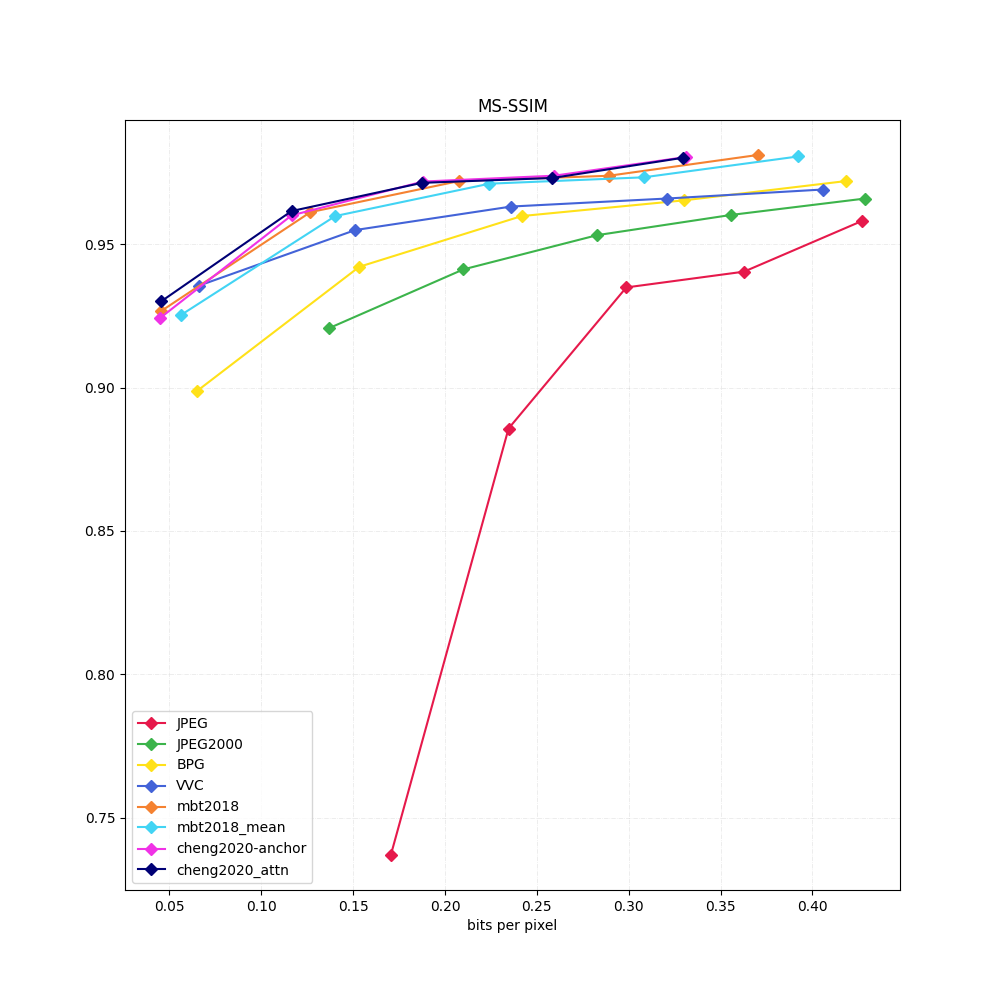 MS-SSIM
0.95
0.90
0.85
0.80
0.75
JPEG
JPEG2000
BPG
VVC
mbt2018
mbt2018_mean
cheng2020-anchor
cheng2020_attn
0.05 0.10 0.15 0.20 0.25 0.30 0.35 0.40
bits per pixel